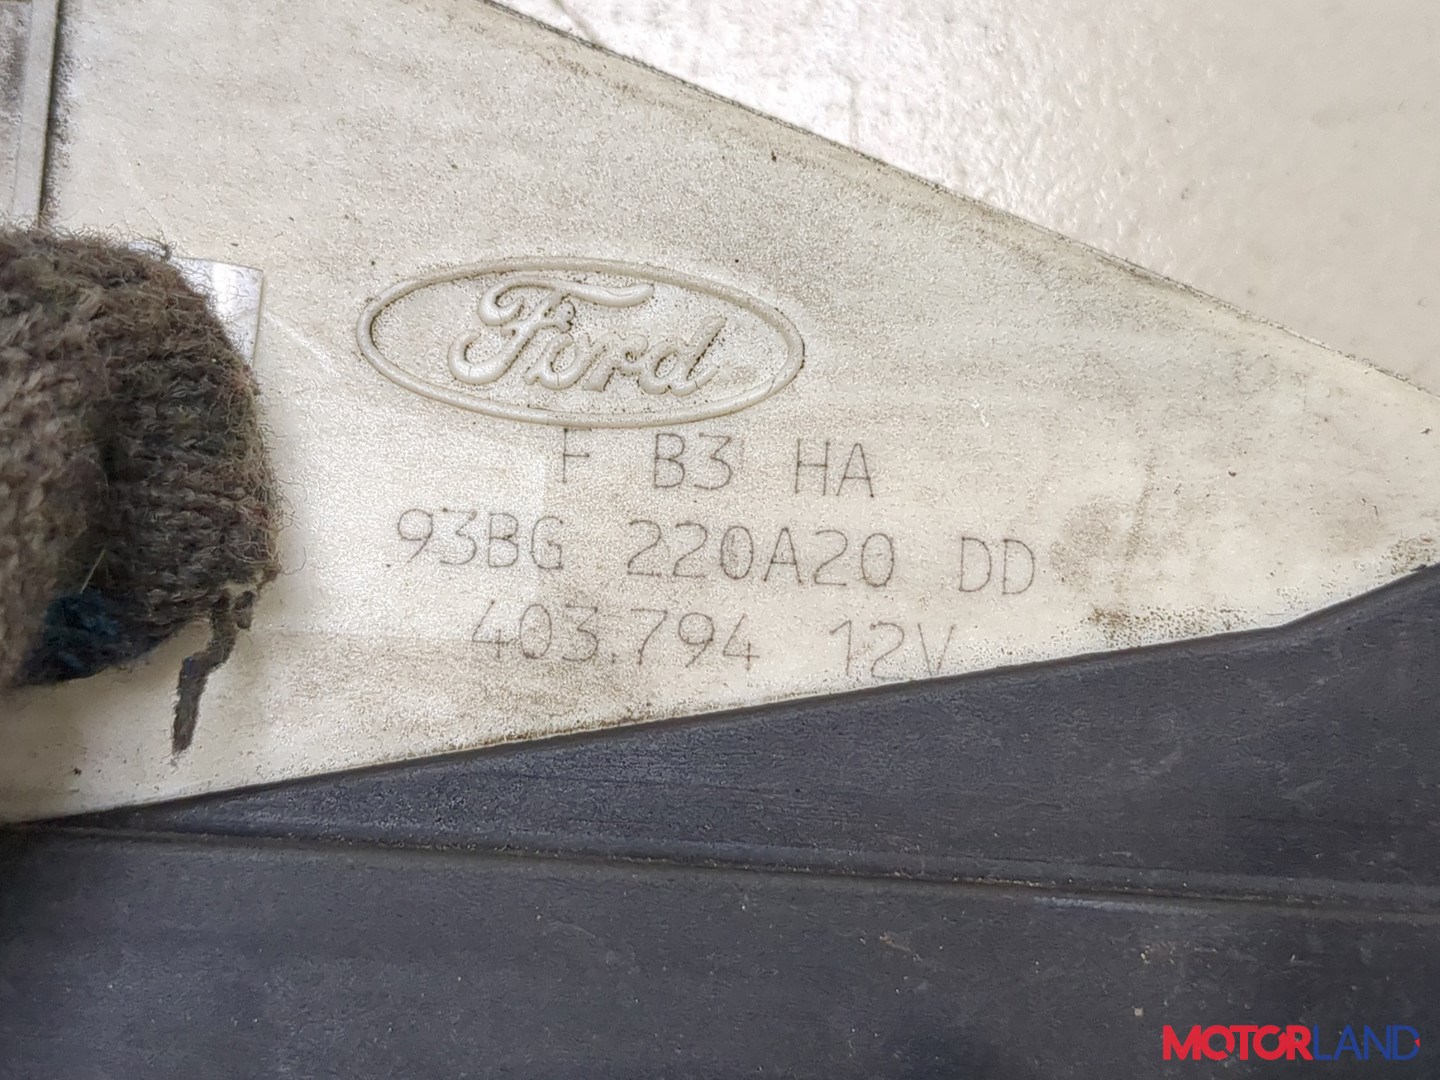 Ford
F B3 HA
93BG 220A20 DD
403.794 12V
MOTORLAND